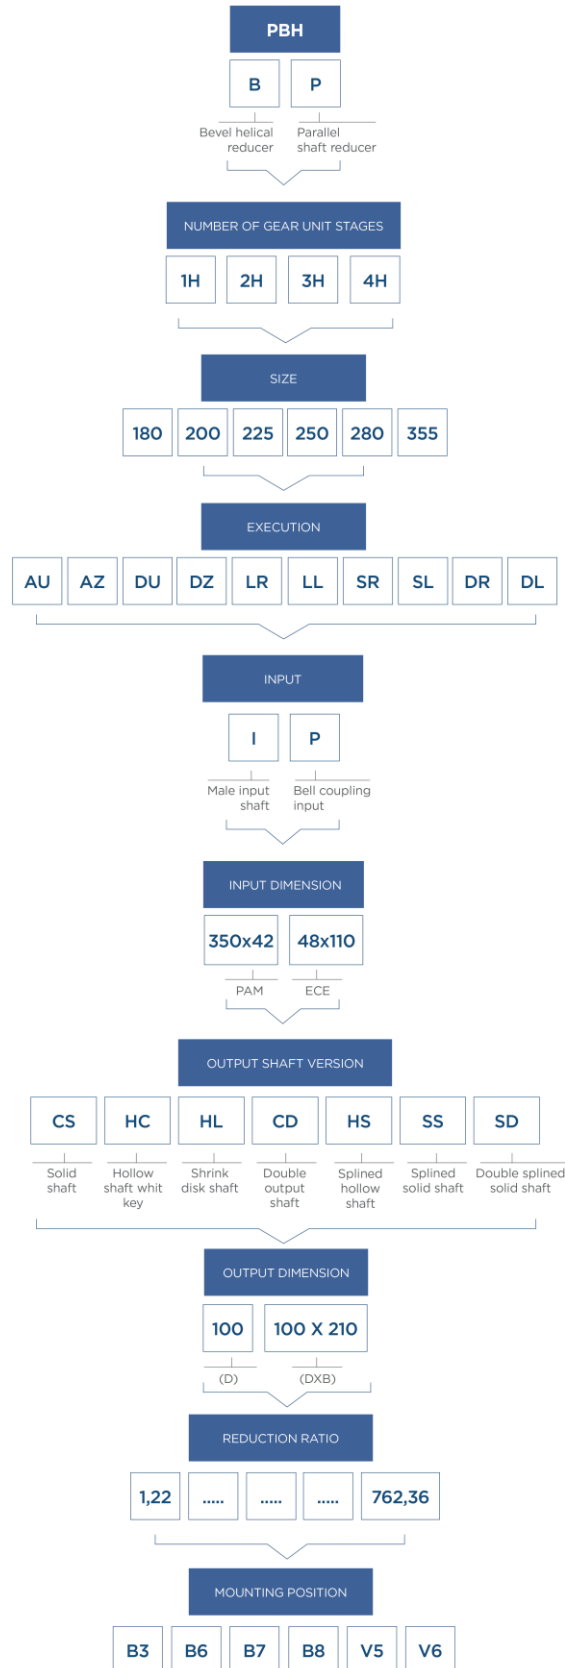 PBH
B P
Bevel helical reducer
Parallel shaft reducer
NUMBER OF GEAR UNIT STAGES
1H 2H 3H 4H
SIZE
180 200 225 250 280 355
EXECUTION
AU AZ DU DZ LR LL SR SL DR DL
INPUT
I P
Male input shaft
Bell coupling input
INPUT DIMENSION
350x42 48x110
PAM ECE
OUTPUT SHAFT VERSION
CS HC HL CD HS SS SD
Solid shaft
Hollow shaft whit key
Shrink disk shaft
Double output shaft
Splined hollow shaft
Splined solid shaft
Double splined solid shaft
OUTPUT DIMENSION
100 100 X 210
(D) (DXB)
REDUCTION RATIO
1,22 ..... ..... ..... 762,36
MOUNTING POSITION
B3 B6 B7 B8 V5 V6